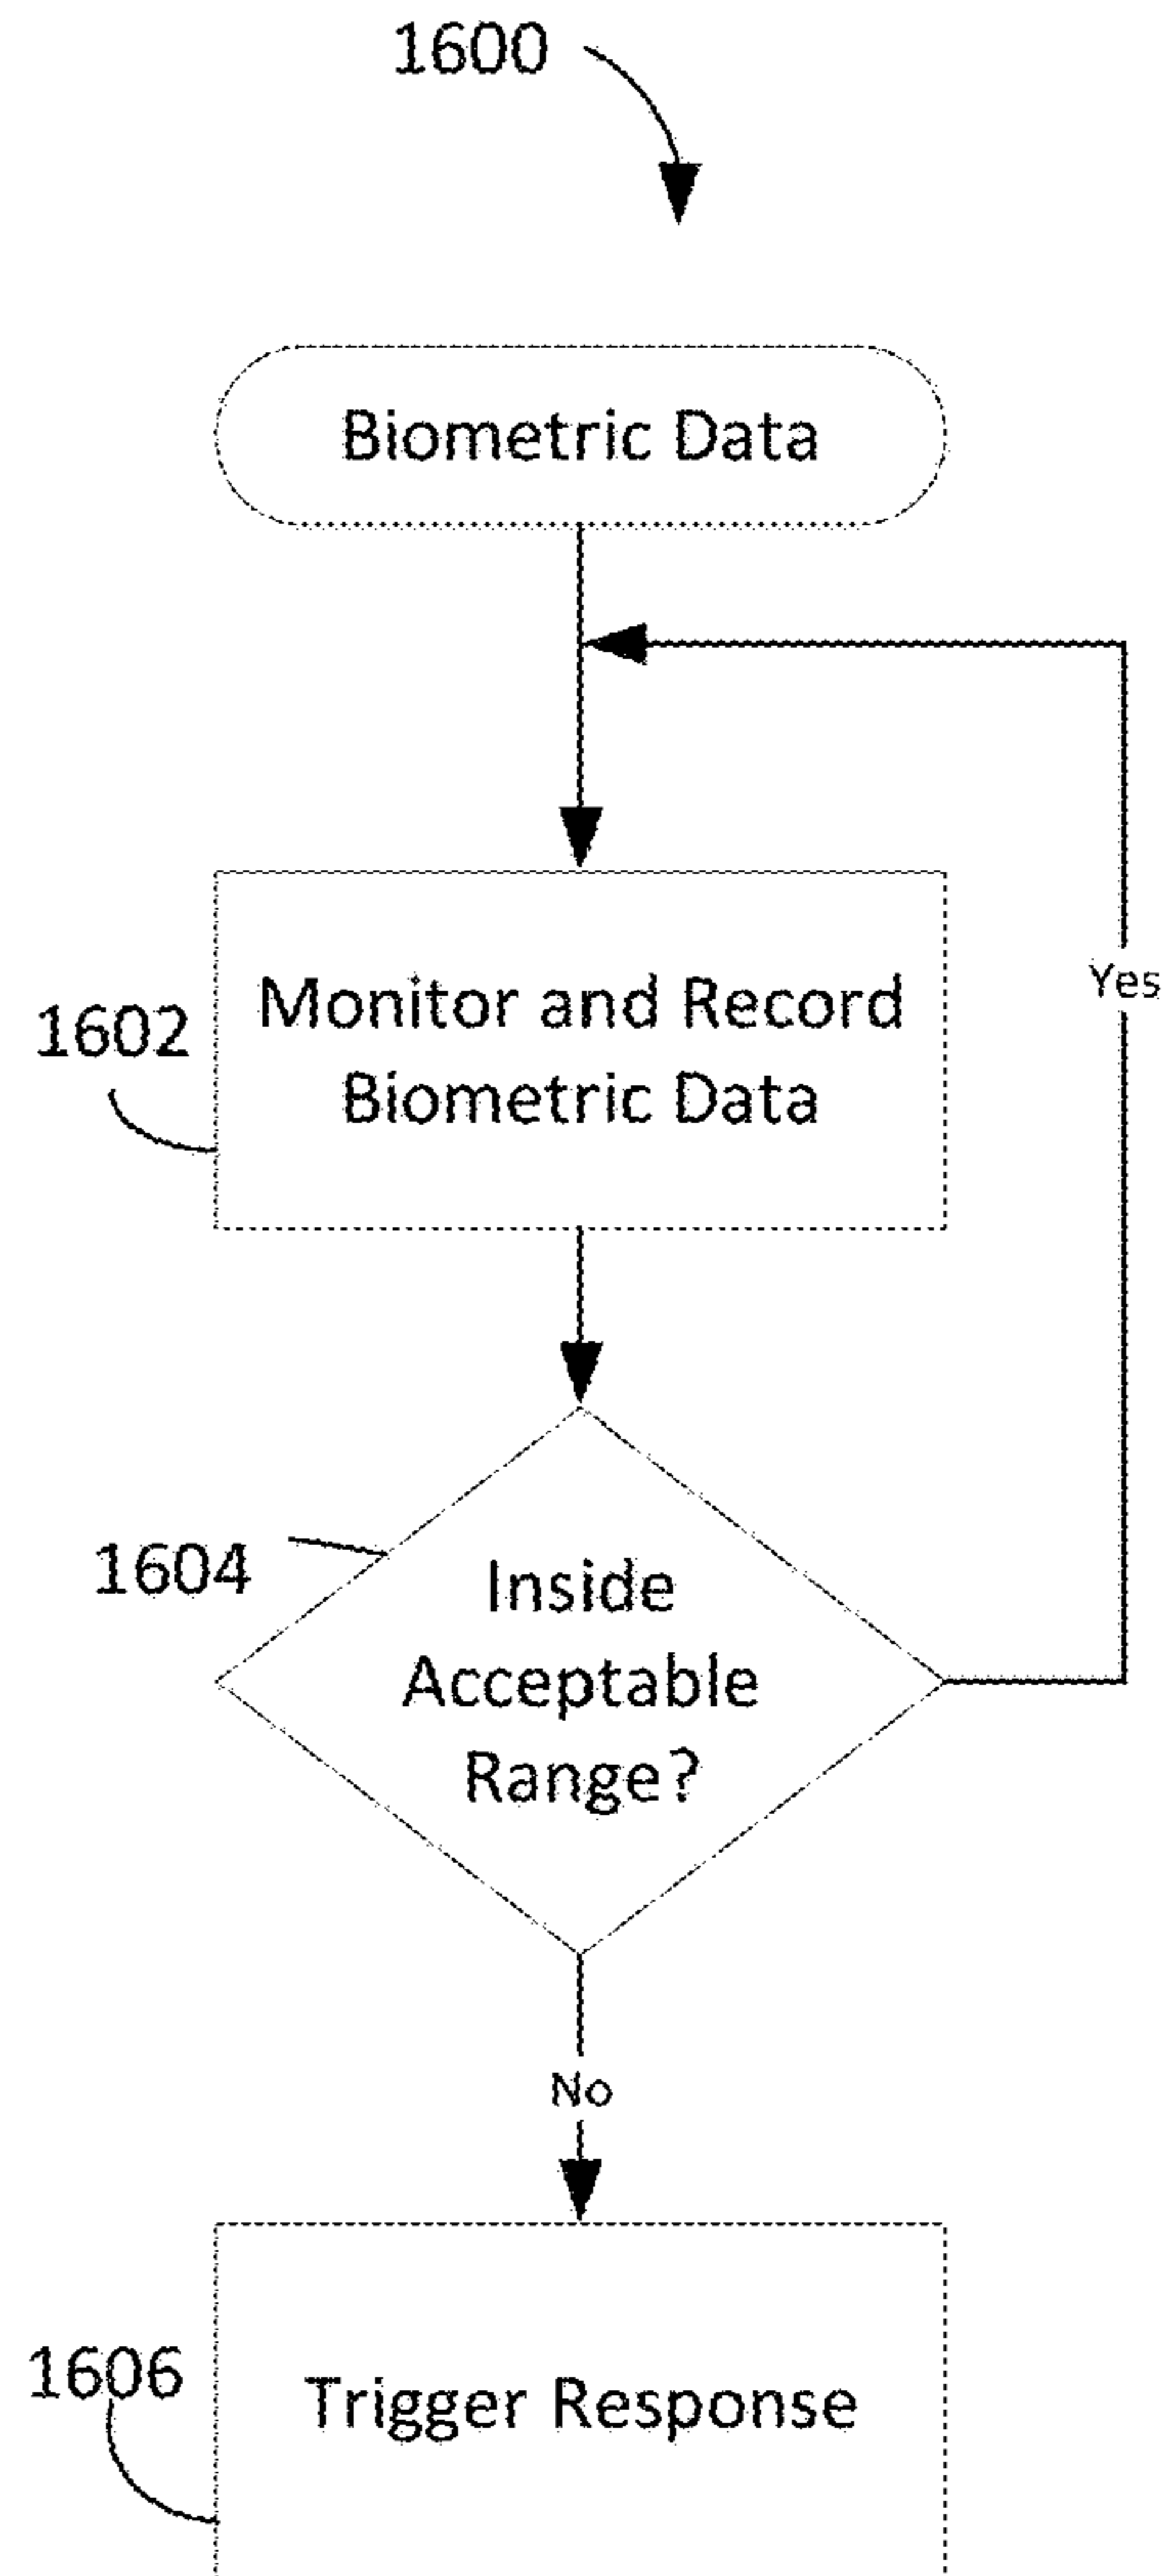 1600
Biometric Data
Monitor and Record
Biometric Data
1602
Yes
1604
Inside
Acceptable
Range?
No
1606
Trigger Response